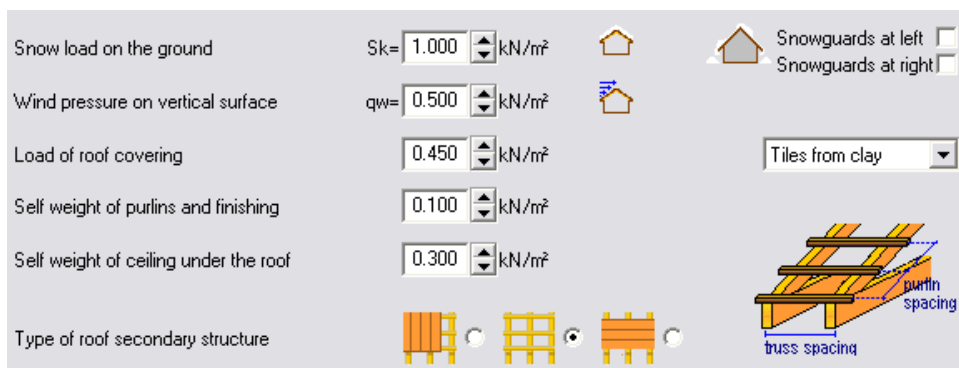 Snow load on the ground Sk= 1.000 kN/m² Snowguards at left
Snowguards at right
Wind pressure on vertical surface qw= 0.500 kN/m²
Load of roof covering 0.450 kN/m² Tiles from clay
Self weight of purlins and finishing 0.100 kN/m²
Self weight of ceiling under the roof 0.300 kN/m²
purlin
spacing
Type of roof secondary structure
truss spacing